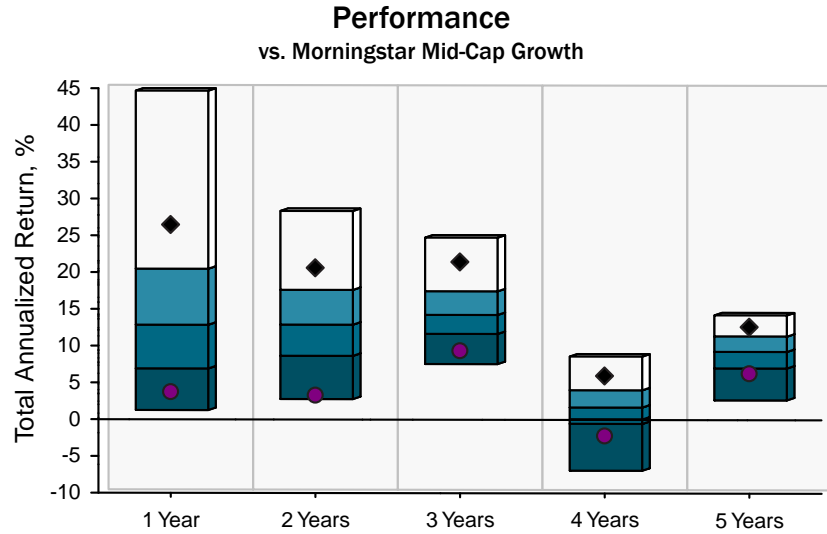 Performance
vs. Morningstar Mid-Cap Growth
Total Annualized Return, %
45
40
35
30
25
20
15
10
5
0
-5
-10
1 Year
2 Years
3 Years
4 Years
5 Years